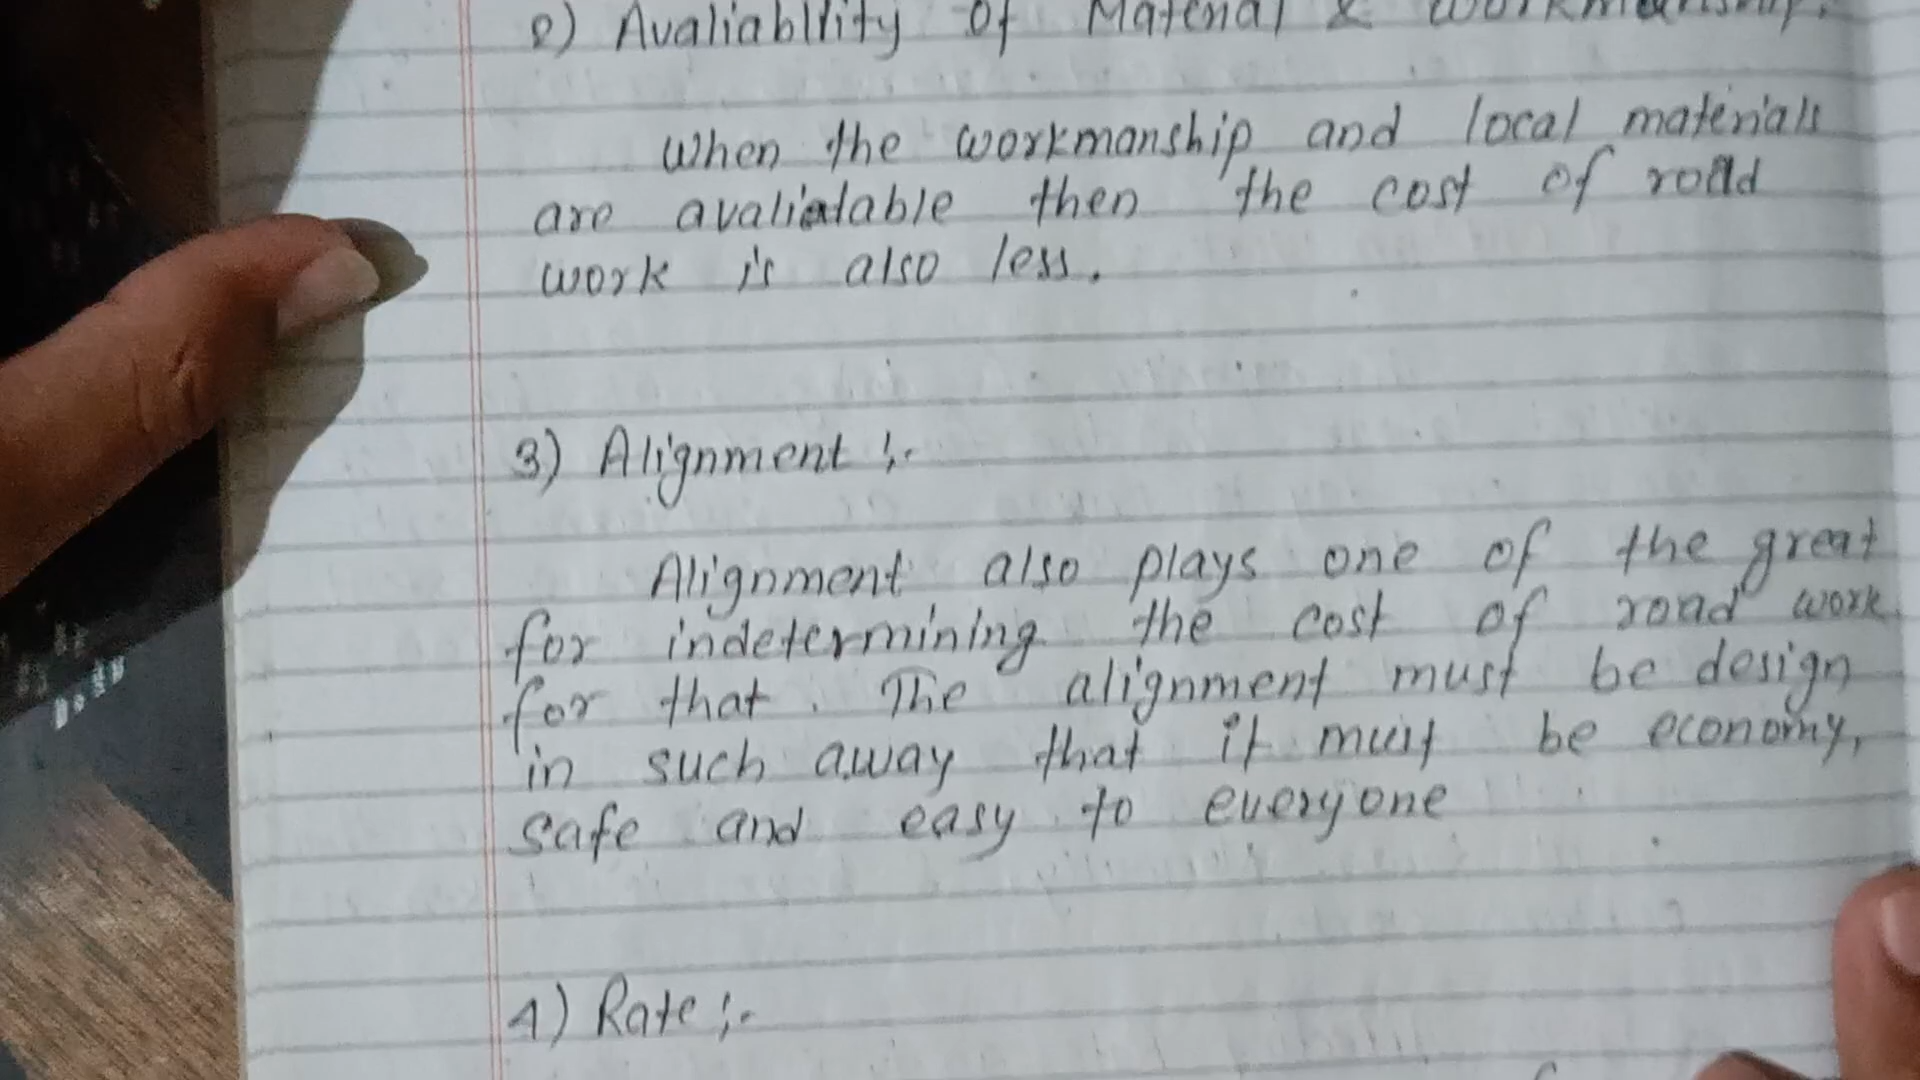 2) Avaliablility of Material & Workmanship.
When the workmanship and local materials
are avaliatable then the cost of road
work is also less.
3) Alignment :-
Alignment also plays one of the great
for indetermining the cost of road work
for that. The alignment must be design
in such away that it must be economy,
safe and easy to everyone
4) Rate :-